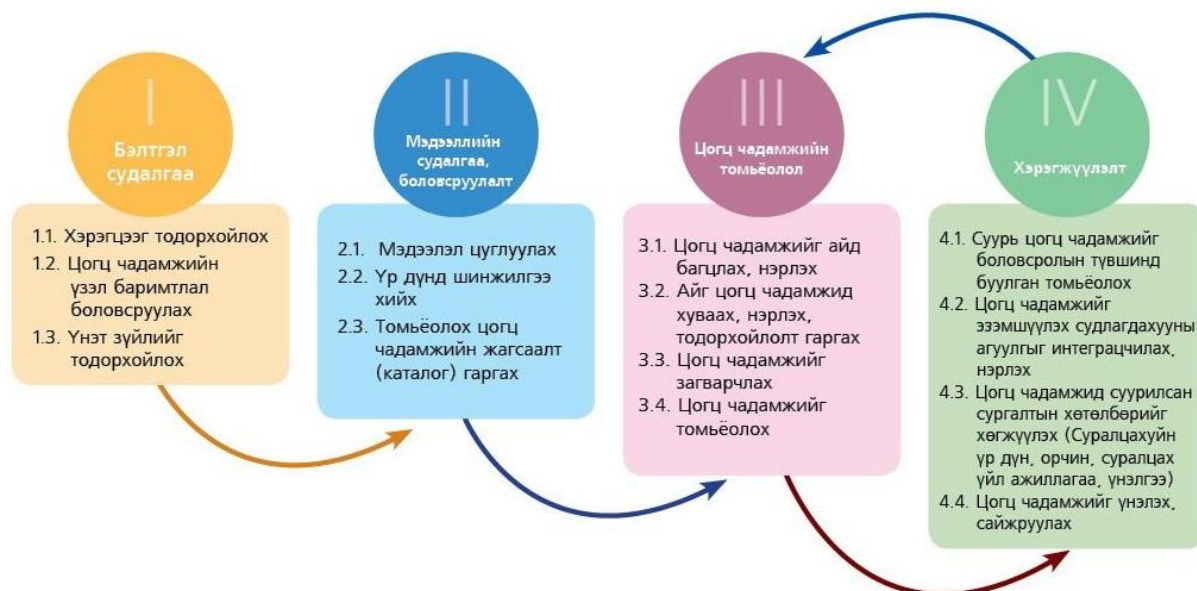 I
Бэлтгэл
судалгаа
1.1. Хэрэгцээг тодорхойлох
1.2. Цогц чадамжийн
үзэл баримтлал
боловсруулах
1.3. Үнэт зүйлийг
тодорхойлох
II
Мэдээллийн
судалгаа,
боловсруулалт
2.1. Мэдээлэл цуглуулах
2.2. Үр дүнд шинжилгээ
хийх
2.3. Томьёолох цогц
чадамжийн жагсаалт
(каталог) гаргах
III
Цогц чадамжийн
томьёолол
3.1. Цогц чадамжийг айд
багцлах, нэрлэх
3.2. Айг цогц чадамжид
хуваах, нэрлэх,
тодорхойлолт гаргах
3.3. Цогц чадамжийг
загварчлах
3.4. Цогц чадамжийг
томьёолох
IV
Хэрэгжүүлэлт
4.1. Суурь цогц чадамжийг
боловсролын түвшинд
буулган томьёолох
4.2. Цогц чадамжийг
эзэмшүүлэх судлагдахууны
агуулгыг интеграцчилах,
нэрлэх
4.3. Цогц чадамжид суурилсан
сургалтын хөтөлбөрийг
хөгжүүлэх (Суралцахуйн
үр дүн, орчин, суралцах
үйл ажиллагаа, үнэлгээ)
4.4. Цогц чадамжийг үнэлэх,
сайжруулах